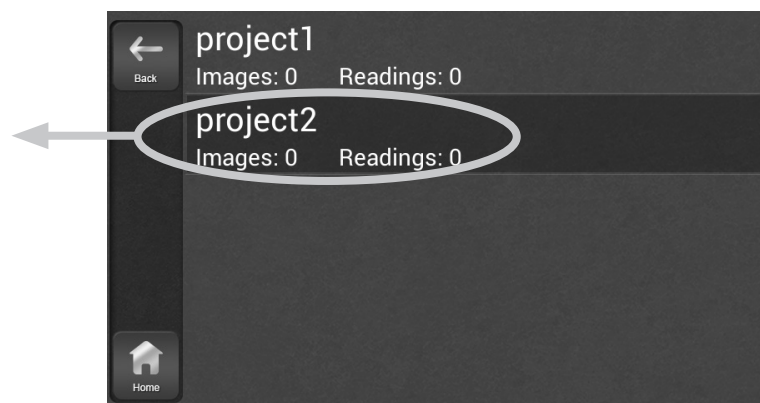 project1
Back
Images: 0 Readings: 0
project2
Images: 0 Readings: 0
Home